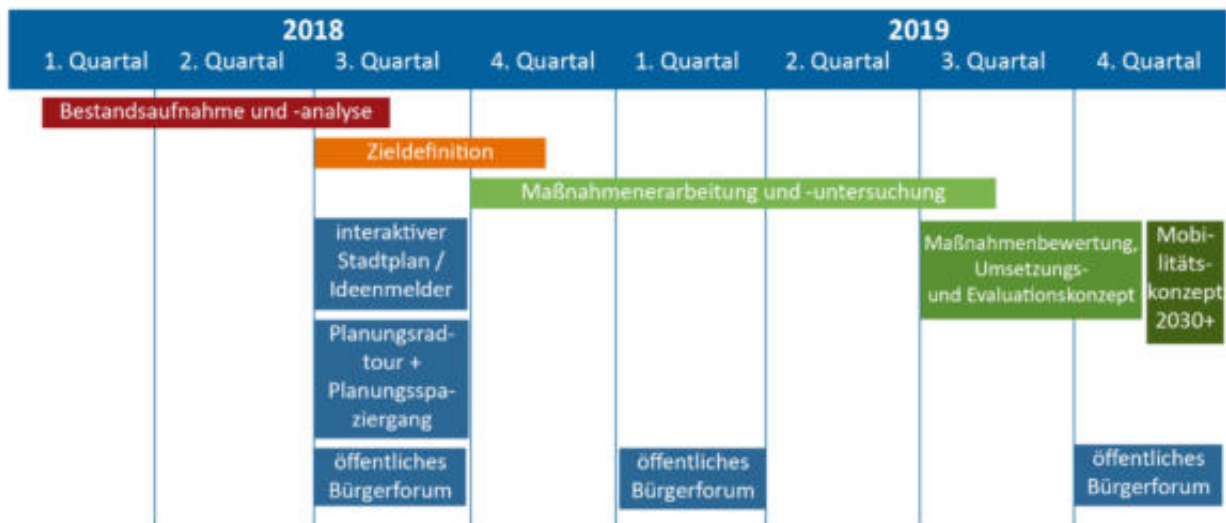 2018 2019
1. Quartal 2. Quartal 3. Quartal 4. Quartal 1. Quartal 2. Quartal 3. Quartal 4. Quartal
Bestandsaufnahme und -analyse
Zieldefinition
Maßnahmenerarbeitung und -untersuchung
interaktiver
Stadtplan /
Ideenmelder
Maßnahmenbewertung,
Umsetzungs-
und Evaluationskonzept
Mobi-
litäts-
konzept
2030+
Planungsrad-
tour +
Planungsspa-
ziergang
öffentliches
Bürgerforum
öffentliches
Bürgerforum
öffentliches
Bürgerforum